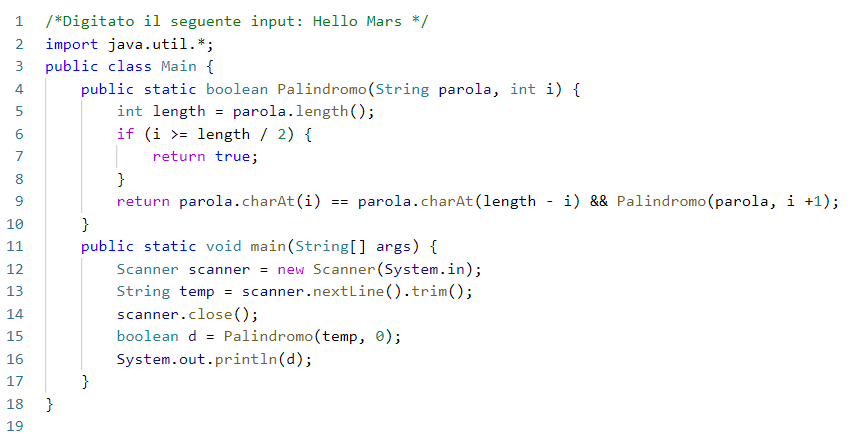 1 /*Digitato il seguente input: Hello Mars */
2 import java.util.*;
3 public class Main {
4 public static boolean Palindromo(String parola, int i) {
5 int length = parola.length();
6 if (i >= length / 2) {
7 return true;
8 }
9 return parola.charAt(i) == parola.charAt(length - i) && Palindromo(parola, i +1);
10 }
11 public static void main(String[] args) {
12 Scanner scanner = new Scanner(System.in);
13 String temp = scanner.nextLine().trim();
14 scanner.close();
15 boolean d = Palindromo(temp, 0);
16 System.out.println(d);
17 }
18 }
19